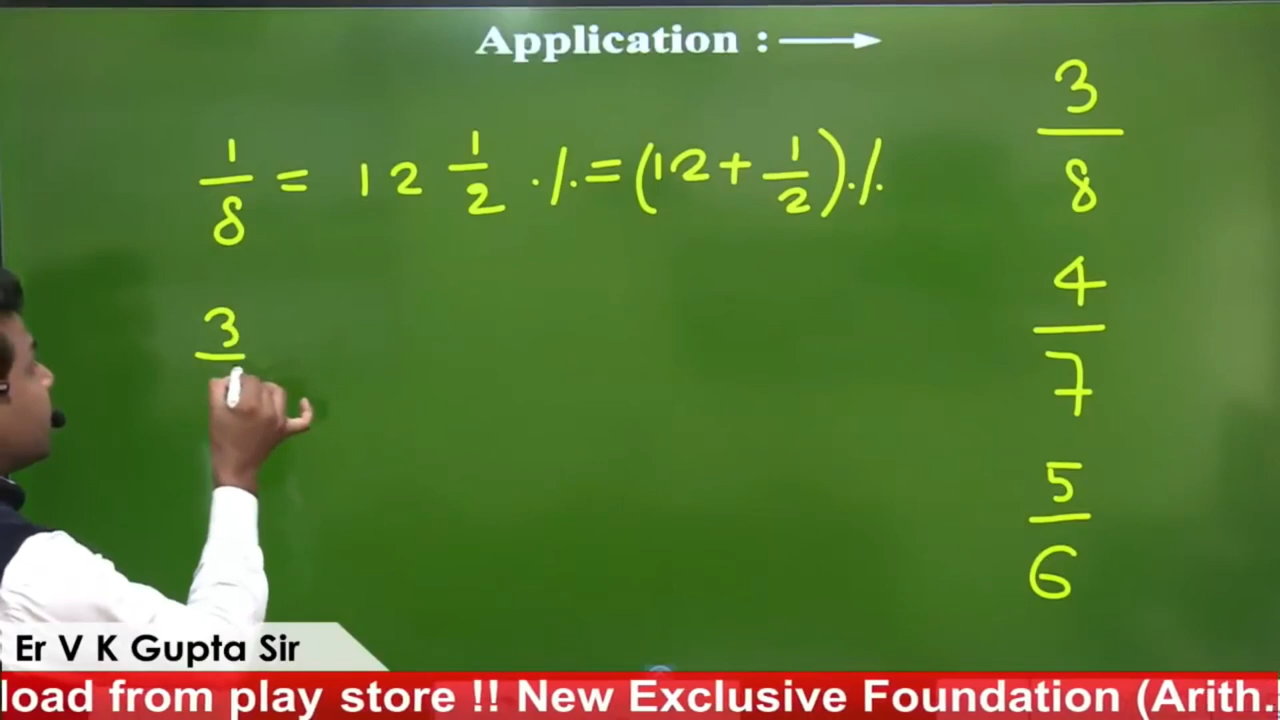 Application : →
1/8 = 12 1/2 % = (12 + 1/2) %
3
3/8
4/7
5/6
Er V K Gupta Sir
load from play store !! New Exclusive Foundation (Arith.